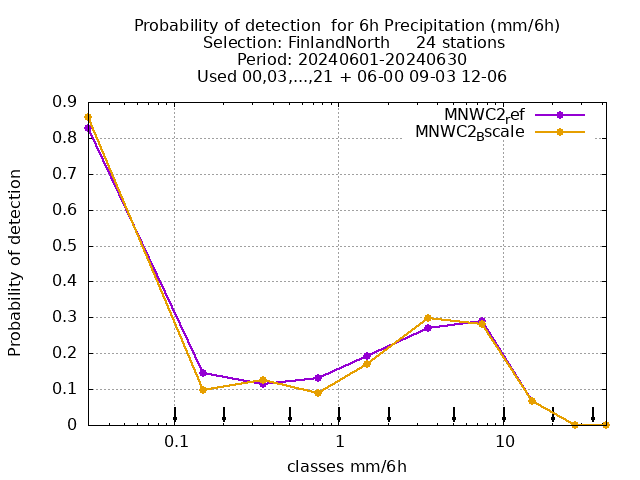 Probability of detection  for 6h Precipitation (mm/6h)
Selection: FinlandNorth     24 stations
Period: 20240601-20240630
Used 00,03,...,21 + 06-00 09-03 12-06
MNWC2ref
MNWC2Bscale
Probability of detection
0.9
0.8
0.7
0.6
0.5
0.4
0.3
0.2
0.1
0
0.1 1 10
classes mm/6h